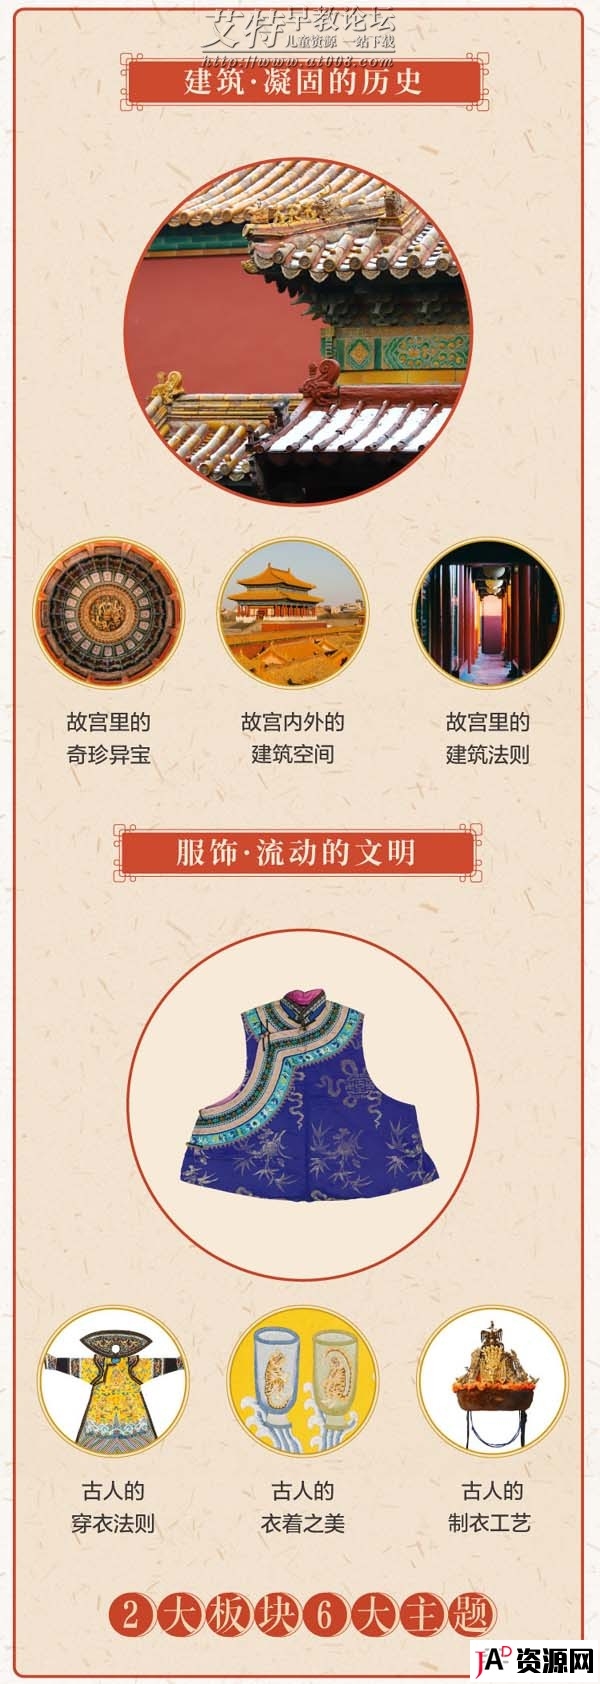 艾特早教论坛
儿童资源 一站下载
http://www.at008.com
建筑·凝固的历史
故宫里的
奇珍异宝
故宫内外的
建筑空间
故宫里的
建筑法则
服饰·流动的文明
古人的
穿衣法则
古人的
衣着之美
古人的
制衣工艺
2大板块6大主题
JAD资源网